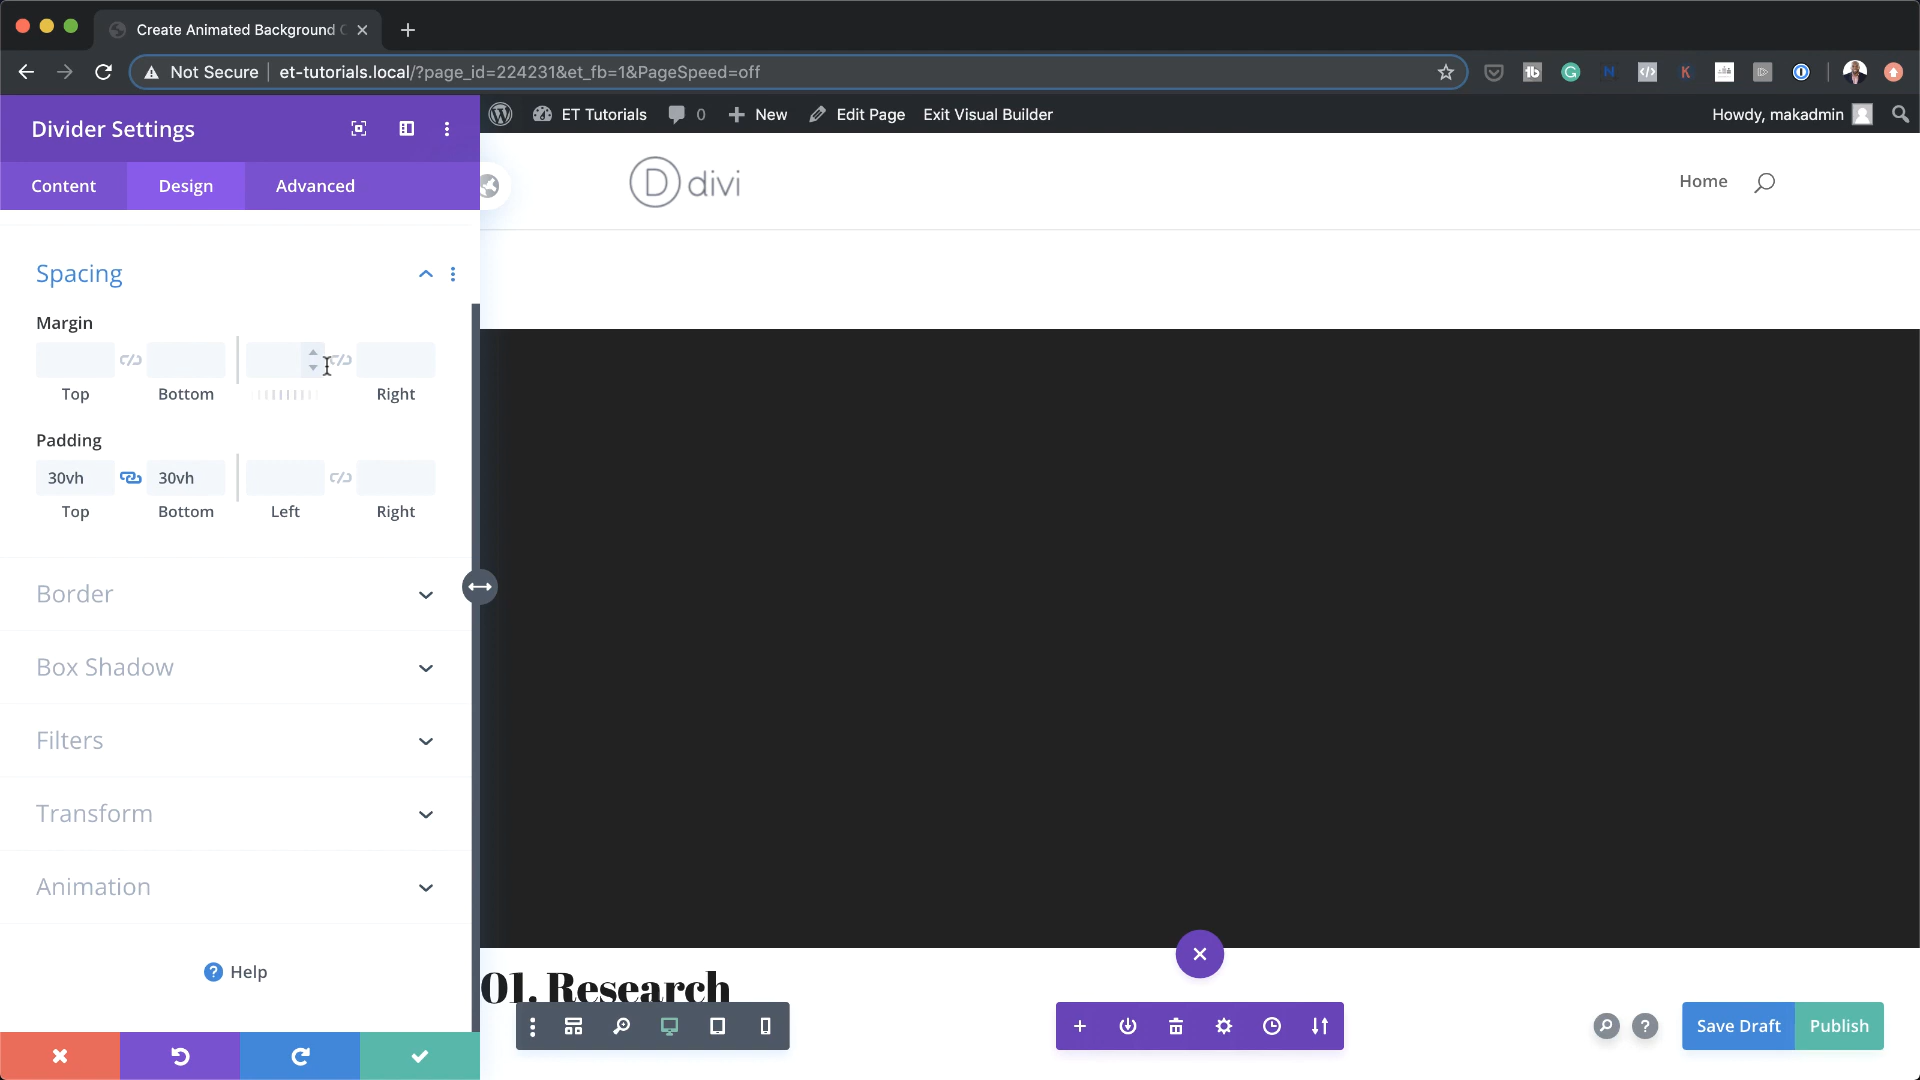 Create Animated Background
Not Secure | et-tutorials.local/?page_id=224231&et_fb=1&PageSpeed=off
Divider Settings
ET Tutorials 0 New Edit Page Exit Visual Builder Howdy, makadmin
Content Design Advanced
divi
Home
Spacing
Margin
Top Bottom Right
Padding
30vh 30vh
Top Bottom Left Right
Border
Box Shadow
Filters
Transform
Animation
Help
01. Research
Save Draft Publish